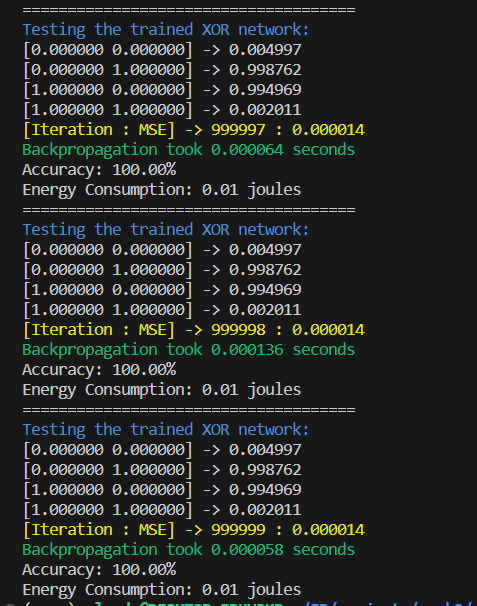 =====================================
Testing the trained XOR network:
[0.000000 0.000000] -> 0.004997
[0.000000 1.000000] -> 0.998762
[1.000000 0.000000] -> 0.994969
[1.000000 1.000000] -> 0.002011
[Iteration : MSE] -> 999997 : 0.000014
Backpropagation took 0.000064 seconds
Accuracy: 100.00%
Energy Consumption: 0.01 joules
=====================================
Testing the trained XOR network:
[0.000000 0.000000] -> 0.004997
[0.000000 1.000000] -> 0.998762
[1.000000 0.000000] -> 0.994969
[1.000000 1.000000] -> 0.002011
[Iteration : MSE] -> 999998 : 0.000014
Backpropagation took 0.000136 seconds
Accuracy: 100.00%
Energy Consumption: 0.01 joules
=====================================
Testing the trained XOR network:
[0.000000 0.000000] -> 0.004997
[0.000000 1.000000] -> 0.998762
[1.000000 0.000000] -> 0.994969
[1.000000 1.000000] -> 0.002011
[Iteration : MSE] -> 999999 : 0.000014
Backpropagation took 0.000058 seconds
Accuracy: 100.00%
Energy Consumption: 0.01 joules